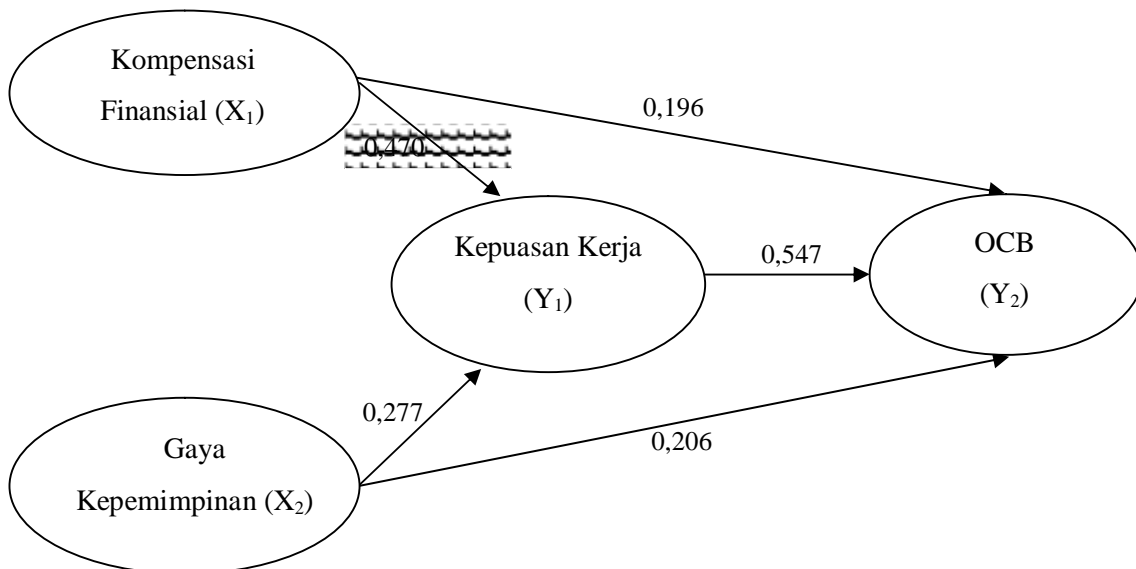 Kompensasi
Finansial (X₁)
0,196
0,470
Kepuasan Kerja
(Y₁)
0,547
OCB
(Y₂)
0,277
0,206
Gaya
Kepemimpinan (X₂)